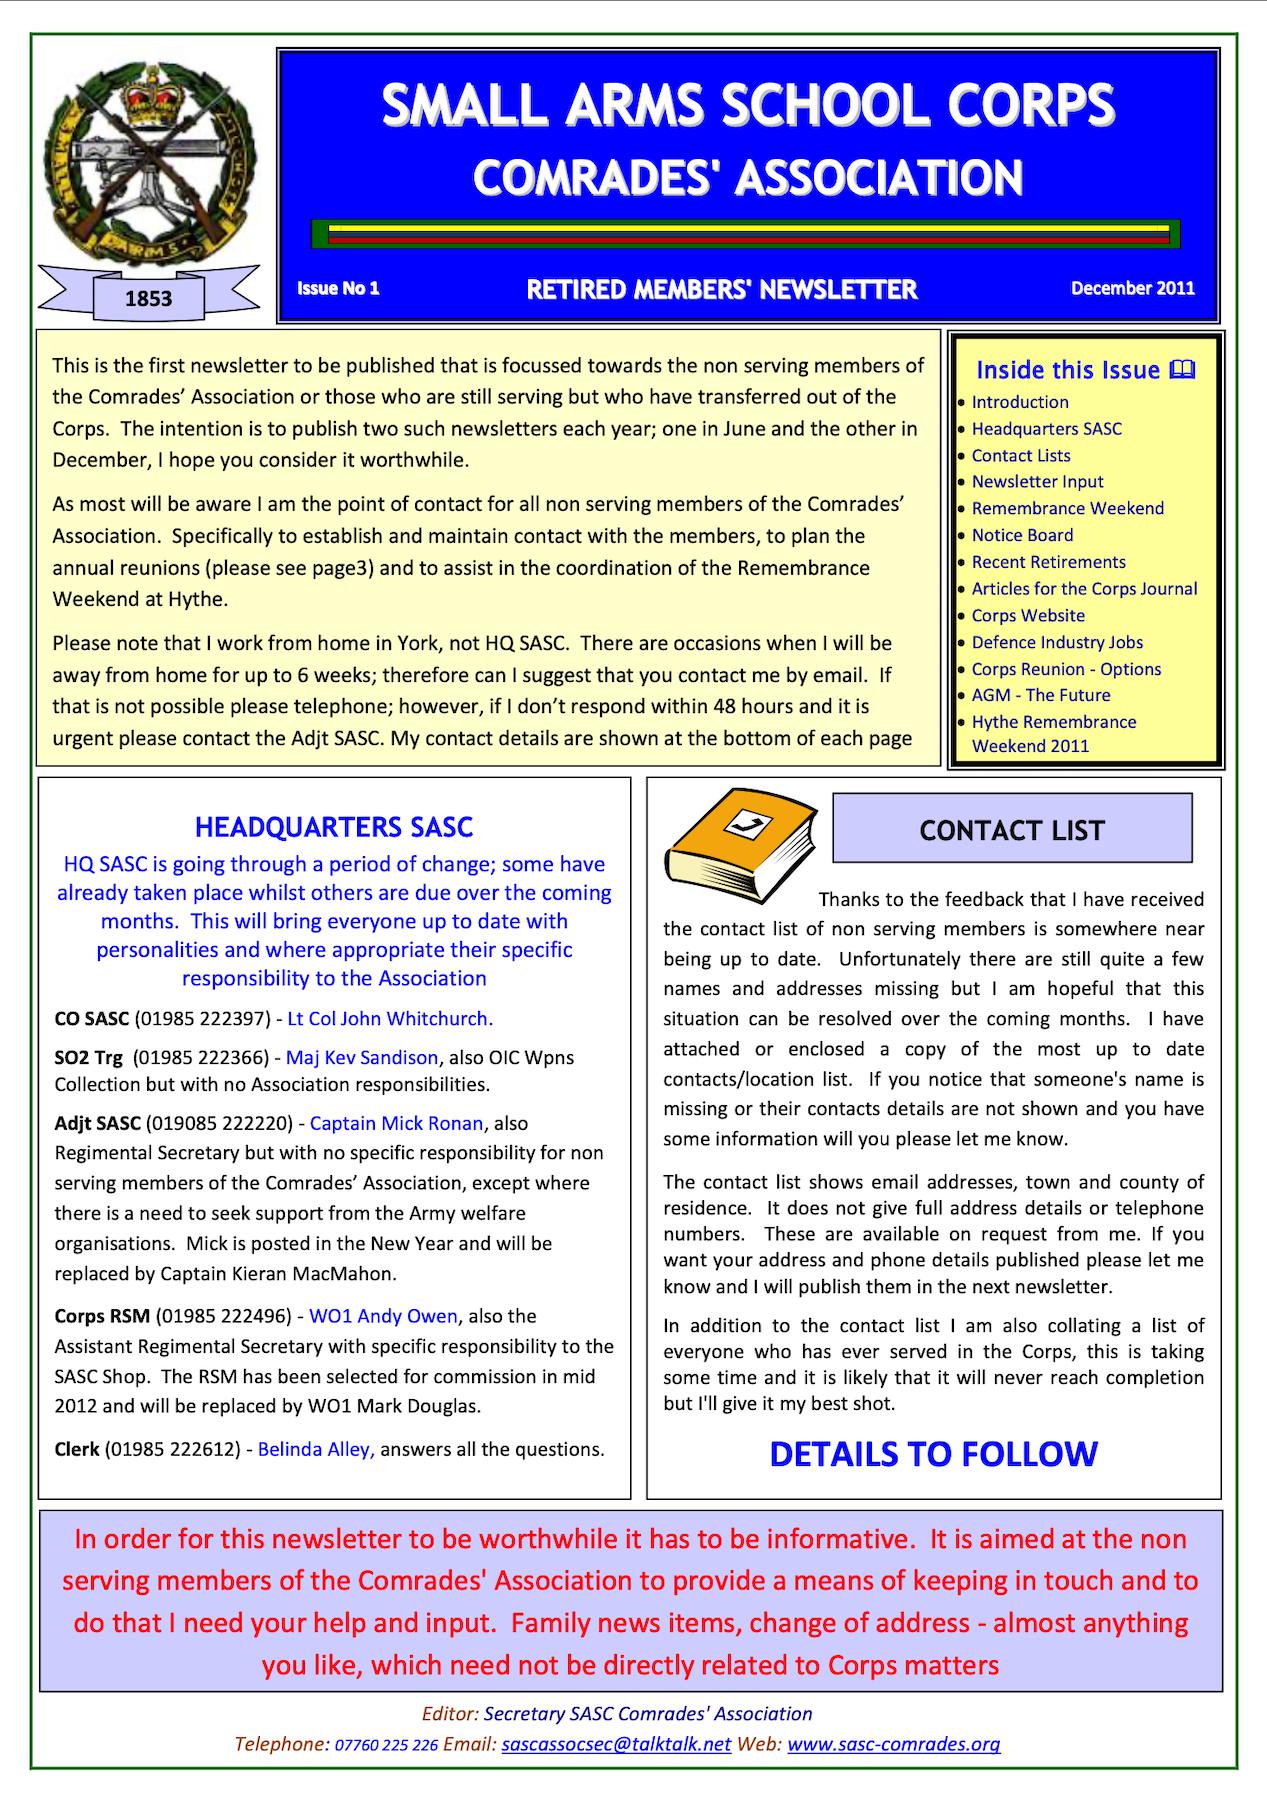 SMALL ARMS SCHOOL CORPS
COMRADES' ASSOCIATION
SMALL
SCHOOL
ARMS
1853
Issue No 1
RETIRED MEMBERS' NEWSLETTER
December 2011
This is the first newsletter to be published that is focussed towards the non serving members of
the Comrades’ Association or those who are still serving but who have transferred out of the
Corps.  The intention is to publish two such newsletters each year; one in June and the other in
December, I hope you consider it worthwhile.
As most will be aware I am the point of contact for all non serving members of the Comrades’
Association.  Specifically to establish and maintain contact with the members, to plan the
annual reunions (please see page3) and to assist in the coordination of the Remembrance
Weekend at Hythe.
Please note that I work from home in York, not HQ SASC.  There are occasions when I will be
away from home for up to 6 weeks; therefore can I suggest that you contact me by email.  If
that is not possible please telephone; however, if I don’t respond within 48 hours and it is
urgent please contact the Adjt SASC. My contact details are shown at the bottom of each page
Inside this Issue
• Introduction
• Headquarters SASC
• Contact Lists
• Newsletter Input
• Remembrance Weekend
• Notice Board
• Recent Retirements
• Articles for the Corps Journal
• Corps Website
• Defence Industry Jobs
• Corps Reunion - Options
• AGM - The Future
• Hythe Remembrance
Weekend 2011
HEADQUARTERS SASC
HQ SASC is going through a period of change; some have
already taken place whilst others are due over the coming
months.  This will bring everyone up to date with
personalities and where appropriate their specific
responsibility to the Association
CO SASC (01985 222397) - Lt Col John Whitchurch.
SO2 Trg  (01985 222366) - Maj Kev Sandison, also OIC Wpns
Collection but with no Association responsibilities.
Adjt SASC (019085 222220) - Captain Mick Ronan, also
Regimental Secretary but with no specific responsibility for non
serving members of the Comrades’ Association, except where
there is a need to seek support from the Army welfare
organisations.  Mick is posted in the New Year and will be
replaced by Captain Kieran MacMahon.
Corps RSM (01985 222496) - WO1 Andy Owen, also the
Assistant Regimental Secretary with specific responsibility to the
SASC Shop.  The RSM has been selected for commission in mid
2012 and will be replaced by WO1 Mark Douglas.
Clerk (01985 222612) - Belinda Alley, answers all the questions.
CONTACT LIST
Thanks to the feedback that I have received
the contact list of non serving members is somewhere near
being up to date.  Unfortunately there are still quite a few
names and addresses missing but I am hopeful that this
situation can be resolved over the coming months.  I have
attached or enclosed a copy of the most up to date
contacts/location list.  If you notice that someone's name is
missing or their contacts details are not shown and you have
some information will you please let me know.
The contact list shows email addresses, town and county of
residence.  It does not give full address details or telephone
numbers.  These are available on request from me. If you
want your address and phone details published please let me
know and I will publish them in the next newsletter.
In addition to the contact list I am also collating a list of
everyone who has ever served in the Corps, this is taking
some time and it is likely that it will never reach completion
but I'll give it my best shot.
DETAILS TO FOLLOW
In order for this newsletter to be worthwhile it has to be informative.  It is aimed at the non
serving members of the Comrades' Association to provide a means of keeping in touch and to
do that I need your help and input.  Family news items, change of address - almost anything
you like, which need not be directly related to Corps matters
Editor: Secretary SASC Comrades' Association
Telephone: 07760 225 226 Email: sascassocsec@talktalk.net Web: www.sasc-comrades.org